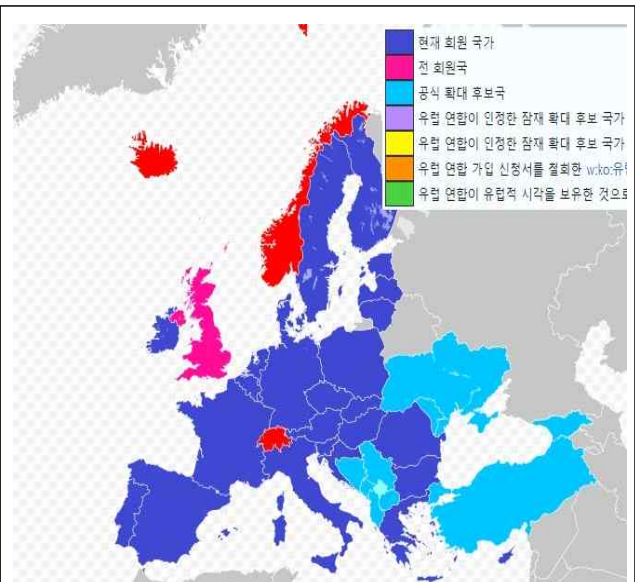 현재 회원 국가
전 회원국
공식 확대 후보국
유럽 연합이 인정한 잠재 확대 후보 국가
유럽 연합이 인정한 잠재 확대 후보 국가
유럽 연합 가입 신청서를 철회한 w:ko:유
유럽 연합이 유럽적 시각을 보유한 것으로